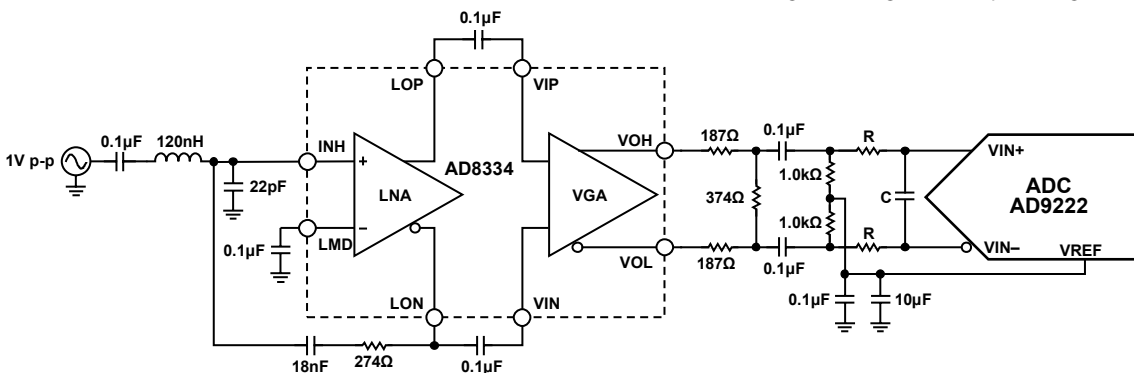 0.1µF
LOP
VIP
0.1µF
120nH
1V p-p
INH
22pF
0.1µF
LMD
LNA
AD8334
VGA
LON
VIN
18nF
274Ω
0.1µF
VOH
VOL
187Ω
187Ω
374Ω
0.1µF
0.1µF
1.0kΩ
1.0kΩ
R
R
C
VIN+
ADC
AD9222
VIN–
VREF
0.1µF
10µF